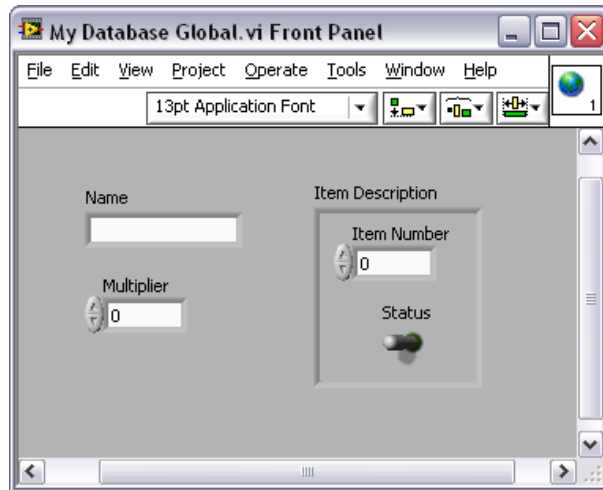 My Database Global.vi Front Panel
File Edit View Project Operate Tools Window Help
13pt Application Font
1
Name
Item Description
Item Number
0
Multiplier
0
Status